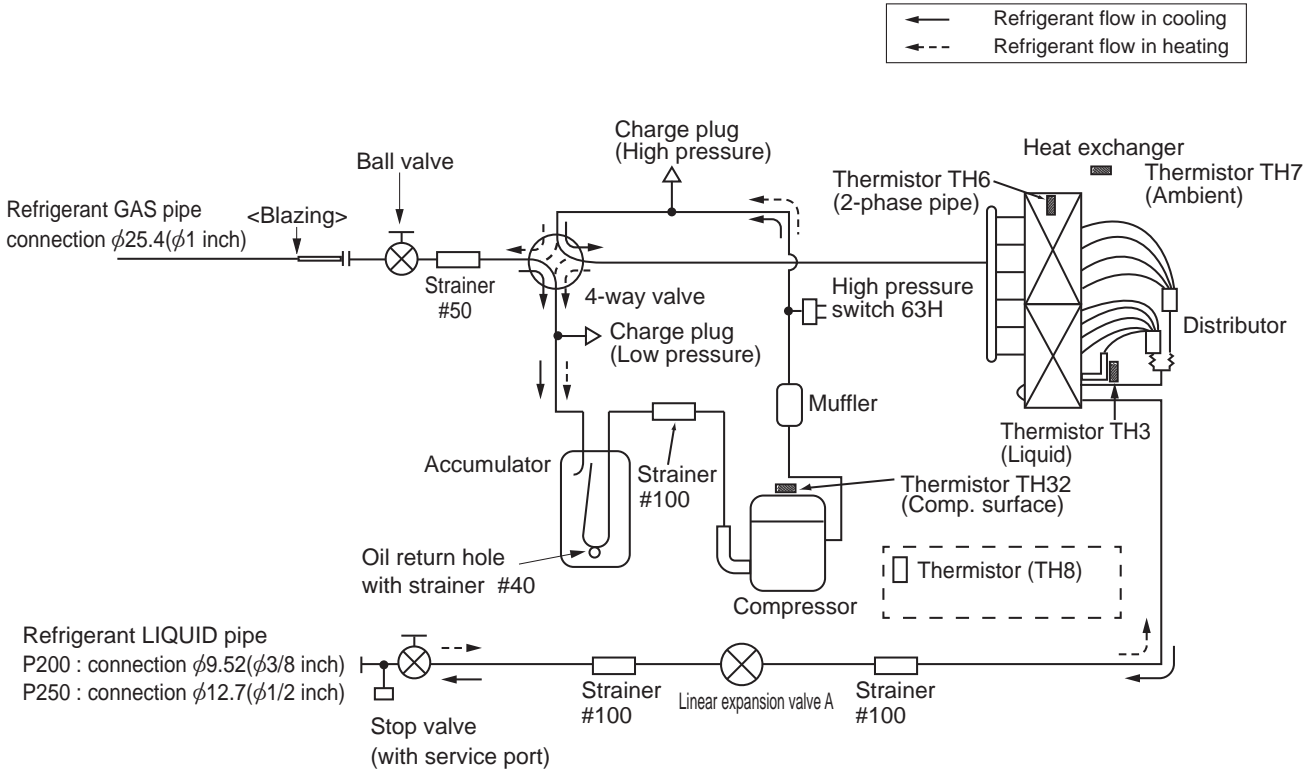 Refrigerant flow in cooling
Refrigerant flow in heating
Charge plug
(High pressure)
Heat exchanger
Ball valve
Thermistor TH7
(Ambient)
Thermistor TH6
(2-phase pipe)
Refrigerant GAS pipe
connection ϕ25.4(ϕ1 inch)
<Blazing>
Strainer
#50
4-way valve
High pressure
switch 63H
Distributor
Charge plug
(Low pressure)
Muffler
Thermistor TH3
(Liquid)
Accumulator
Strainer
#100
Thermistor TH32
(Comp. surface)
Oil return hole
with strainer #40
Thermistor (TH8)
Compressor
Refrigerant LIQUID pipe
P200 : connection ϕ9.52(ϕ3/8 inch)
P250 : connection ϕ12.7(ϕ1/2 inch)
Strainer
#100
Linear expansion valve A
Strainer
#100
Stop valve
(with service port)